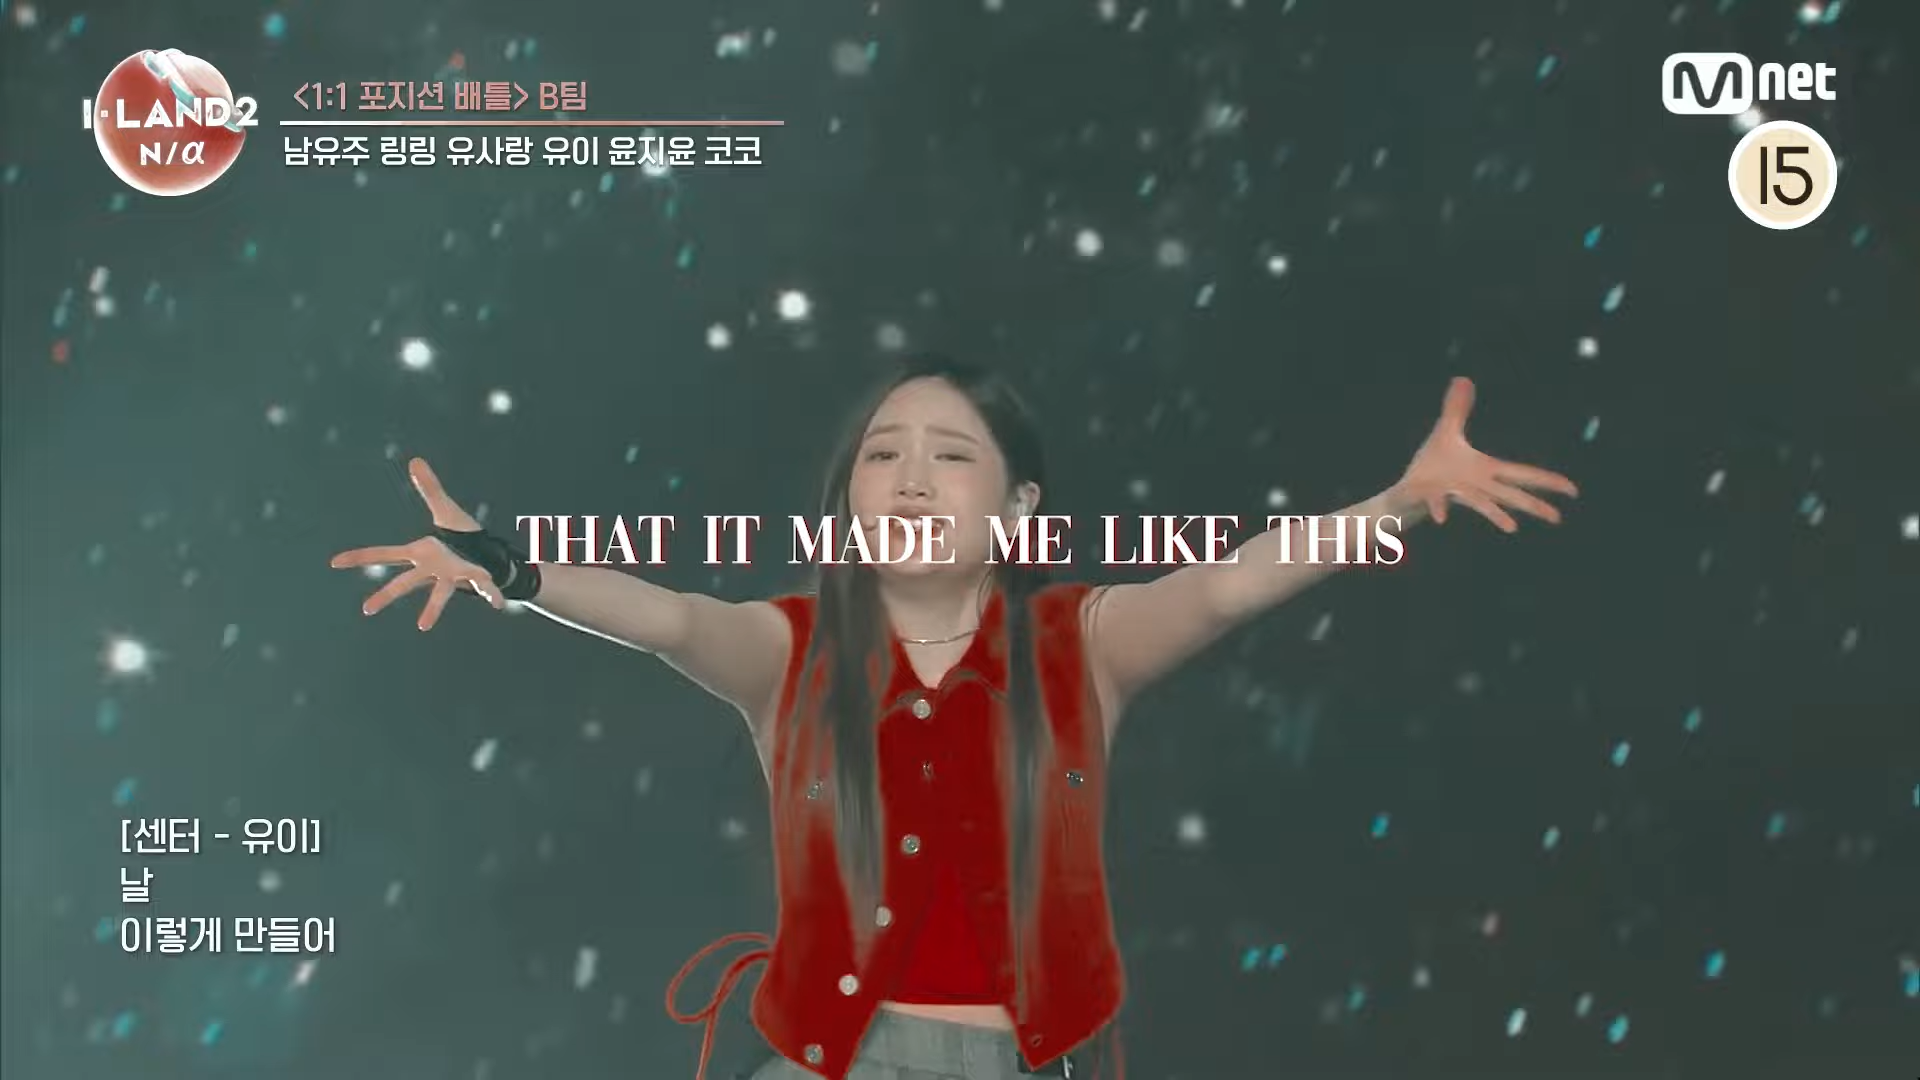 I·LAND2
N/α
<1:1 포지션 배틀> B팀
남유주 링링 유사랑 유이 윤지윤 코코
Mnet
15
THAT IT MADE ME LIKE THIS
[센터 - 유이]
날
이렇게 만들어